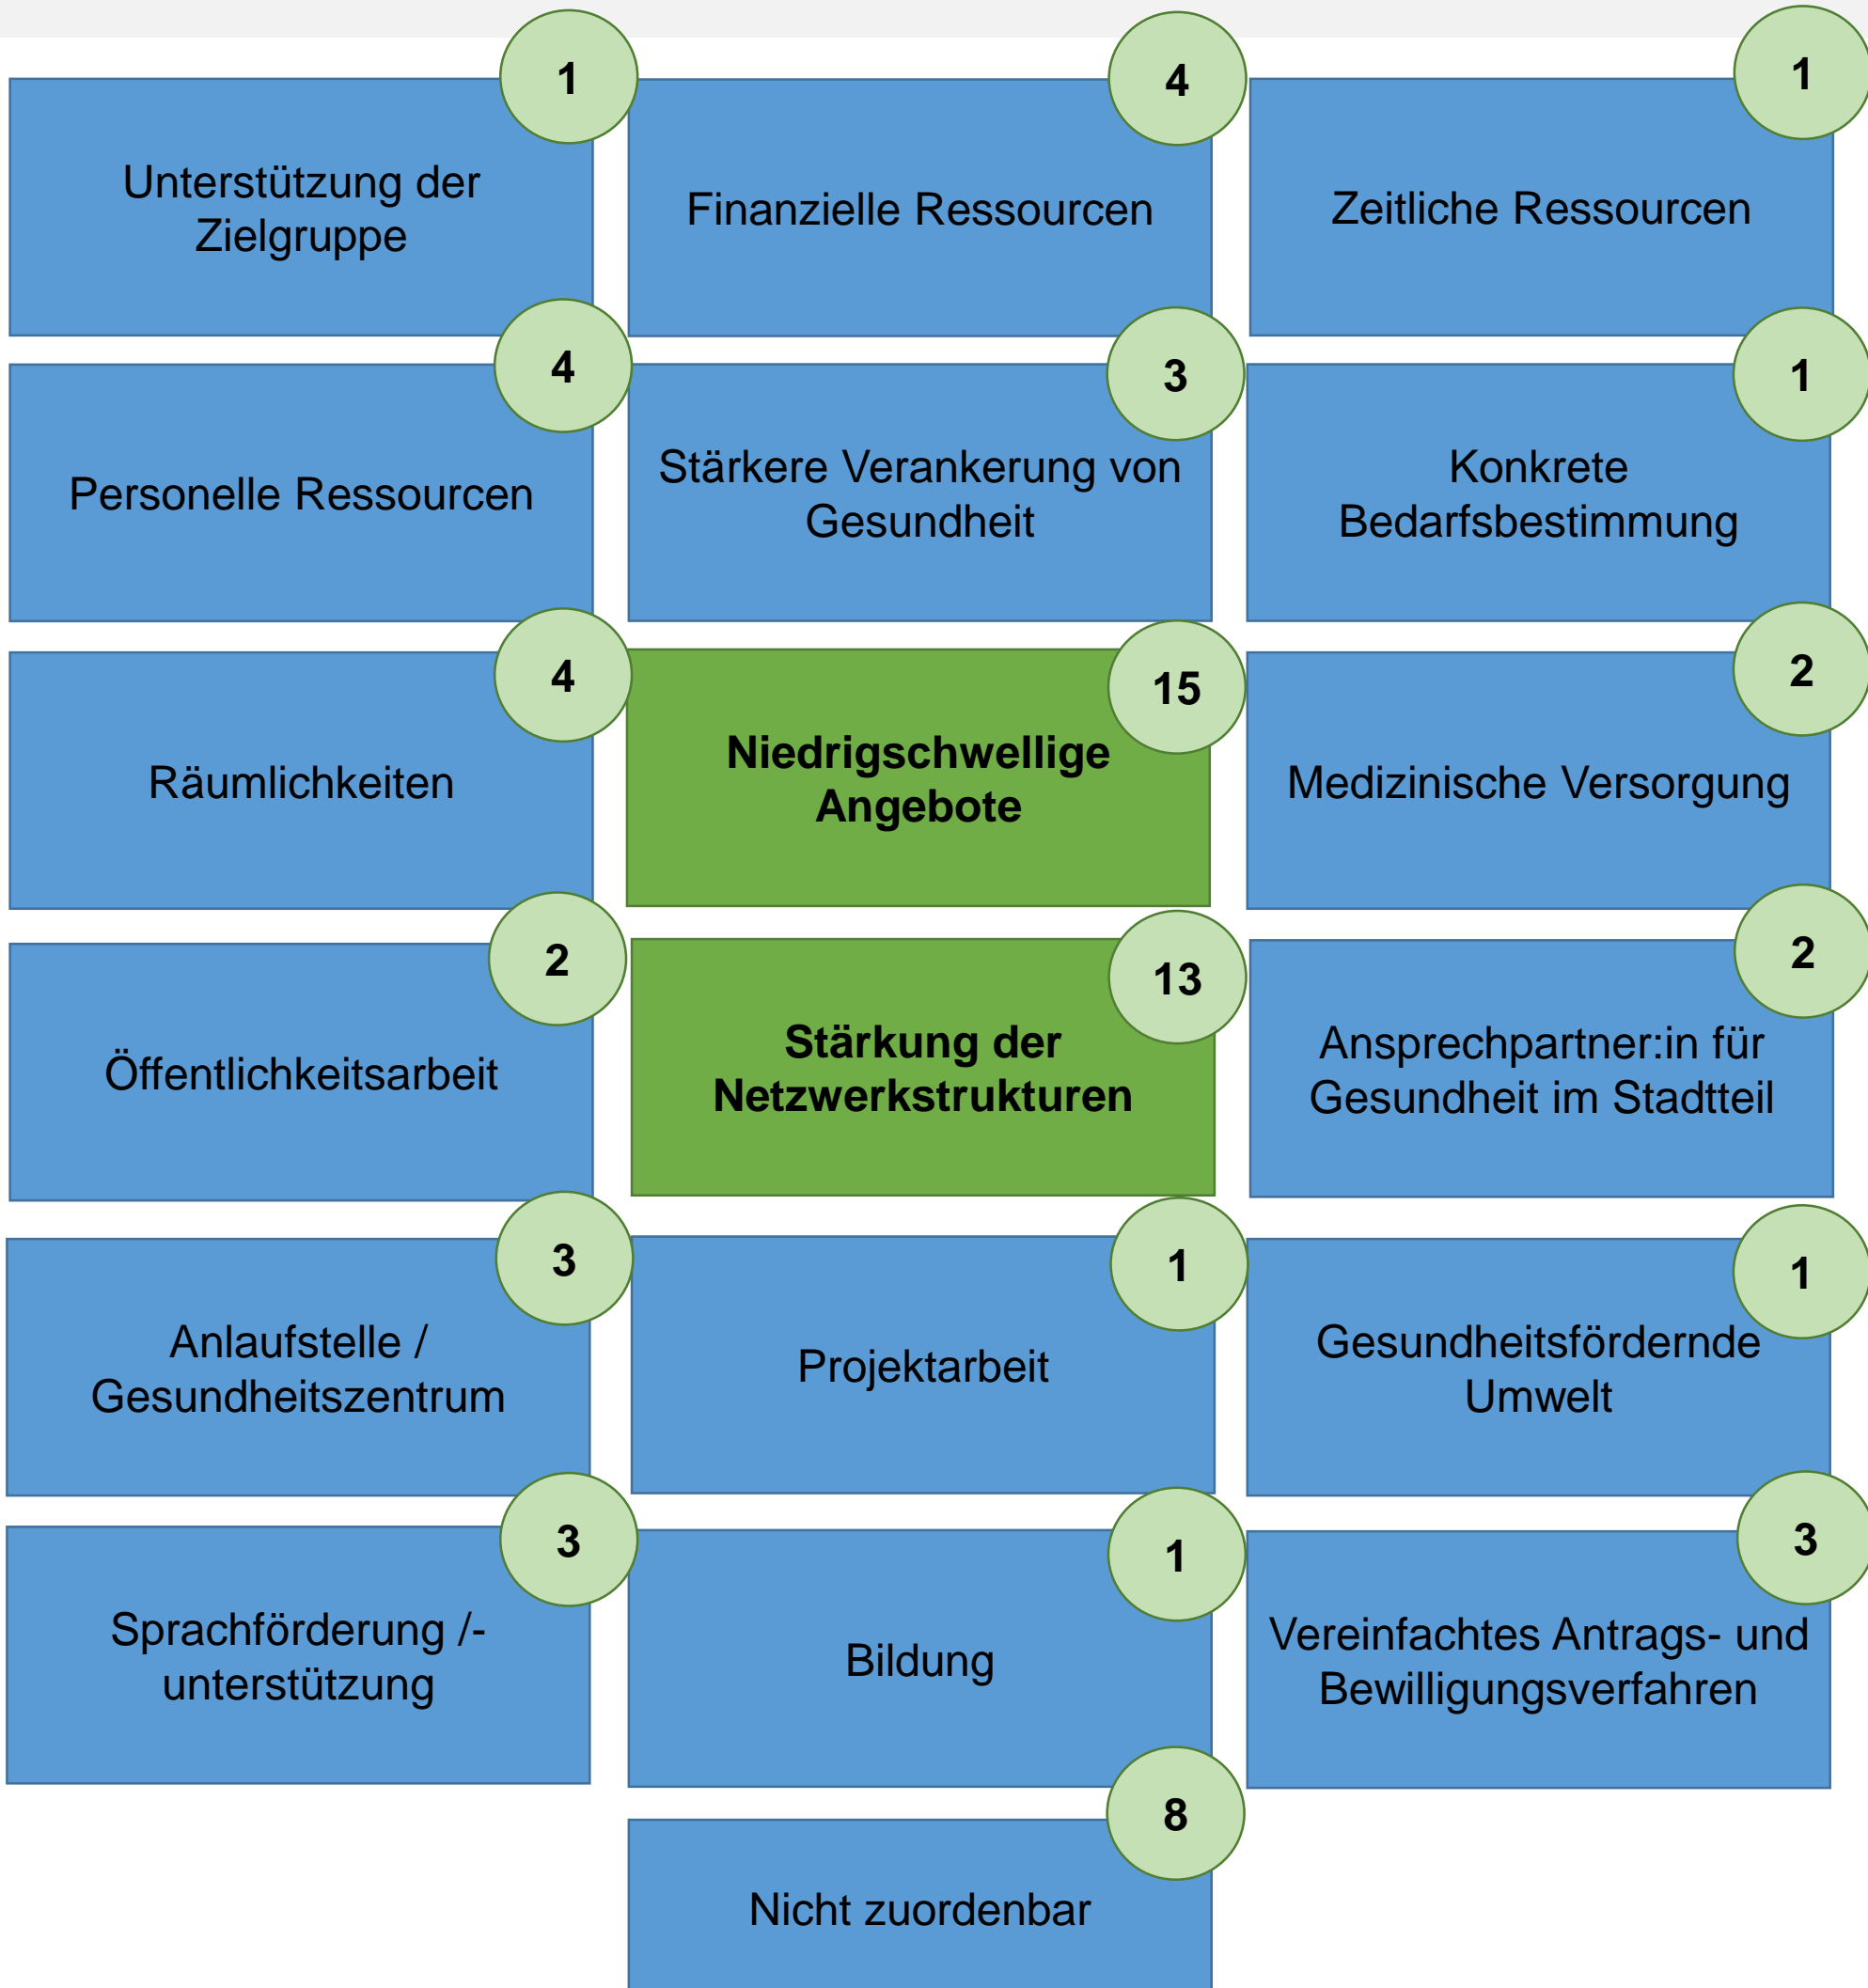 1
Unterstützung der
Zielgruppe
4
Finanzielle Ressourcen
1
Zeitliche Ressourcen
4
Personelle Ressourcen
3
Stärkere Verankerung von
Gesundheit
1
Konkrete
Bedarfsbestimmung
4
Räumlichkeiten
15
Niedrigschwellige
Angebote
2
Medizinische Versorgung
2
Öffentlichkeitsarbeit
13
Stärkung der
Netzwerkstrukturen
2
Ansprechpartner:in für
Gesundheit im Stadtteil
3
Anlaufstelle /
Gesundheitszentrum
1
Projektarbeit
1
Gesundheitsfördernde
Umwelt
3
Sprachförderung /-
unterstützung
1
Bildung
3
Vereinfachtes Antrags- und
Bewilligungsverfahren
8
Nicht zuordenbar